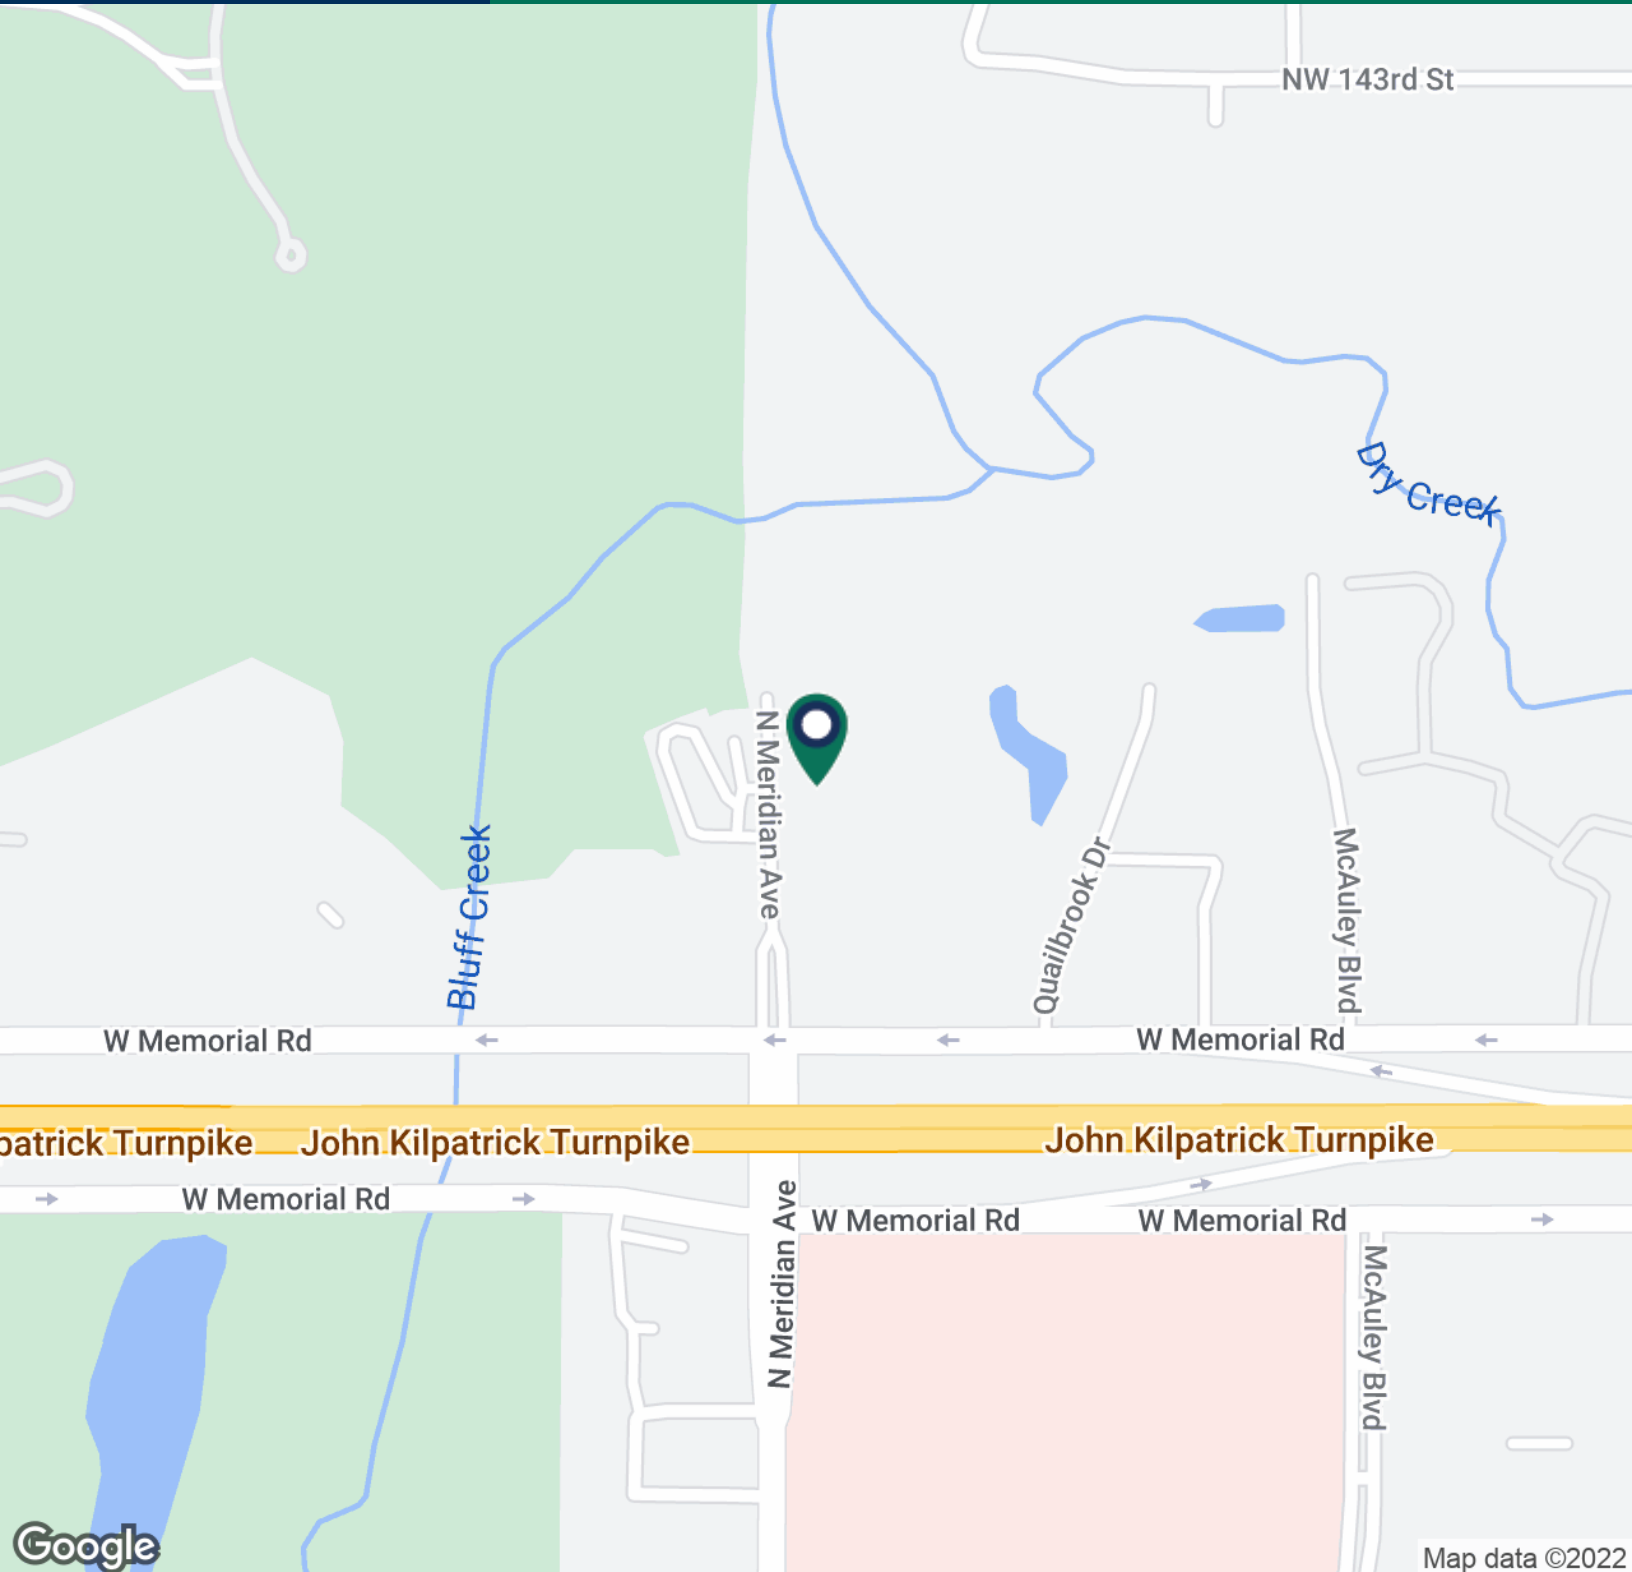 NW 143rd St
Dry Creek
N Meridian Ave
Bluff Creek
Quailbrook Dr
McAuley Blvd
W Memorial Rd
W Memorial Rd
patrick Turnpike
John Kilpatrick Turnpike
John Kilpatrick Turnpike
W Memorial Rd
W Memorial Rd
W Memorial Rd
N Meridian Ave
McAuley Blvd
Google
Map data ©2022